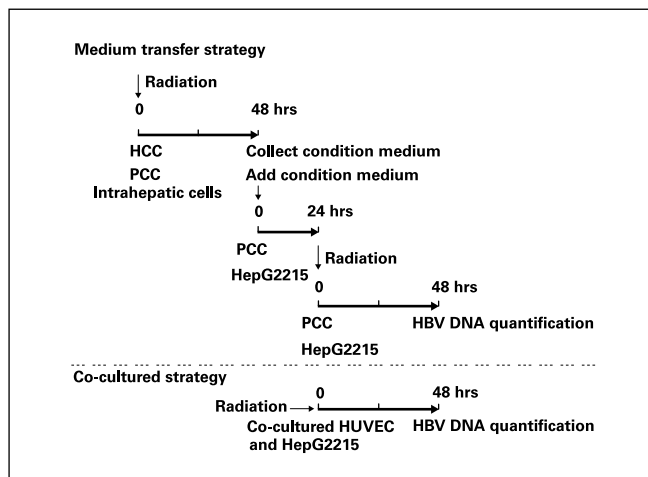 Medium transfer strategy
Radiation
0 48 hrs
HCC Collect condition medium
PCC Add condition medium
Intrahepatic cells
0 24 hrs
PCC Radiation
HepG2215
0 48 hrs
PCC HBV DNA quantification
HepG2215
Co-cultured strategy
0 48 hrs
Radiation
Co-cultured HUVEC HBV DNA quantification
and HepG2215